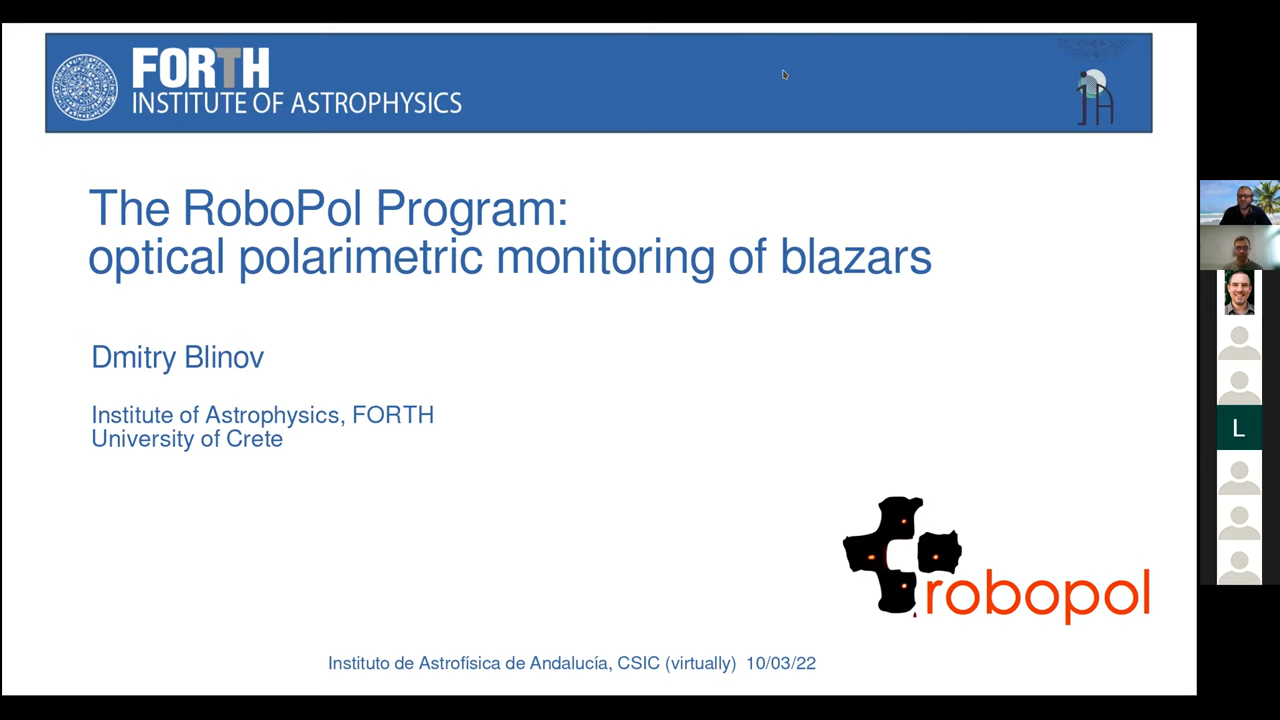 FORTH
INSTITUTE OF ASTROPHYSICS
The RoboPol Program:
optical polarimetric monitoring of blazars
Dmitry Blinov
Institute of Astrophysics, FORTH
University of Crete
robopol
Instituto de Astrofísica de Andalucía, CSIC (virtually) 10/03/22
L